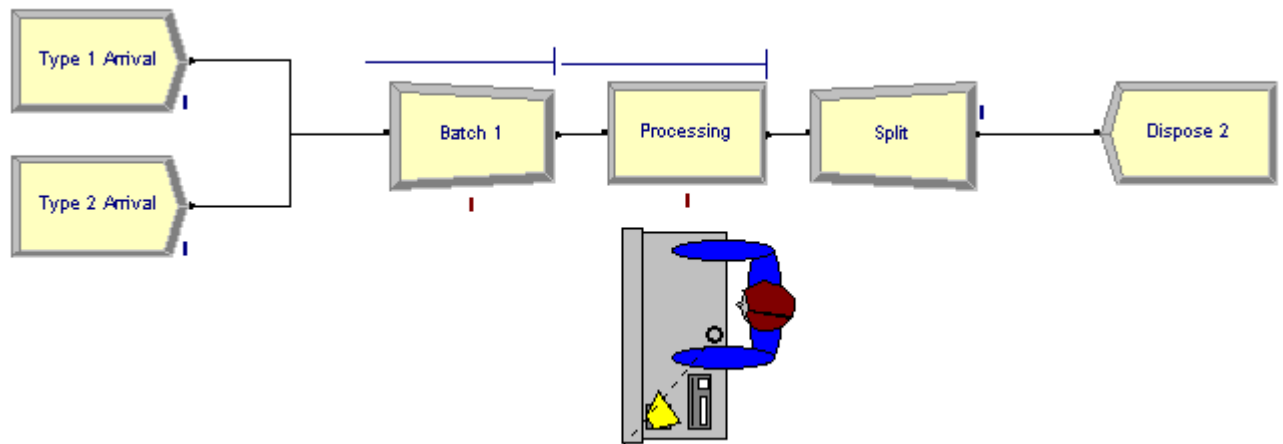 Type 1 Arrival
Batch 1
Processing
Split
Dispose 2
Type 2 Arrival